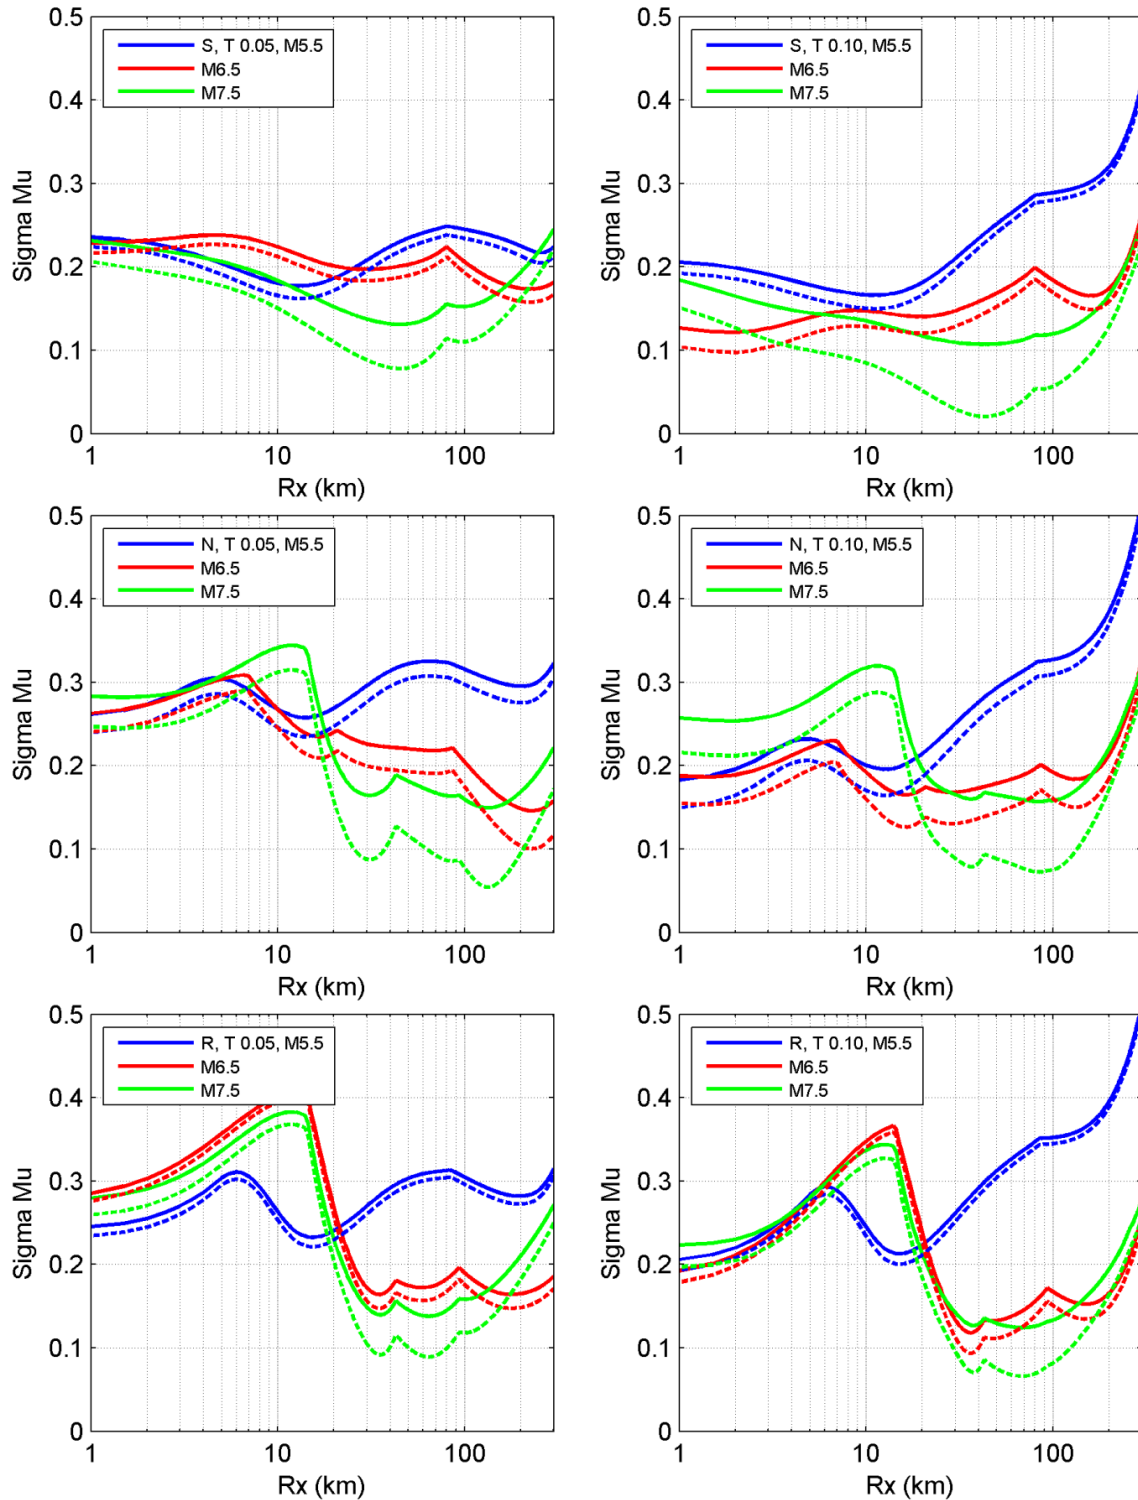 0.5
S, T 0.05, M5.5
M6.5
M7.5
0.4
0.3
Sigma Mu
0.2
0.1
0
1
10
100
Rx (km)
0.5
S, T 0.10, M5.5
M6.5
M7.5
0.4
0.3
Sigma Mu
0.2
0.1
0
1
10
100
Rx (km)
0.5
N, T 0.05, M5.5
M6.5
M7.5
0.4
0.3
Sigma Mu
0.2
0.1
0
1
10
100
Rx (km)
0.5
N, T 0.10, M5.5
M6.5
M7.5
0.4
0.3
Sigma Mu
0.2
0.1
0
1
10
100
Rx (km)
0.5
R, T 0.05, M5.5
M6.5
M7.5
0.4
0.3
Sigma Mu
0.2
0.1
0
1
10
100
Rx (km)
0.5
R, T 0.10, M5.5
M6.5
M7.5
0.4
0.3
Sigma Mu
0.2
0.1
0
1
10
100
Rx (km)